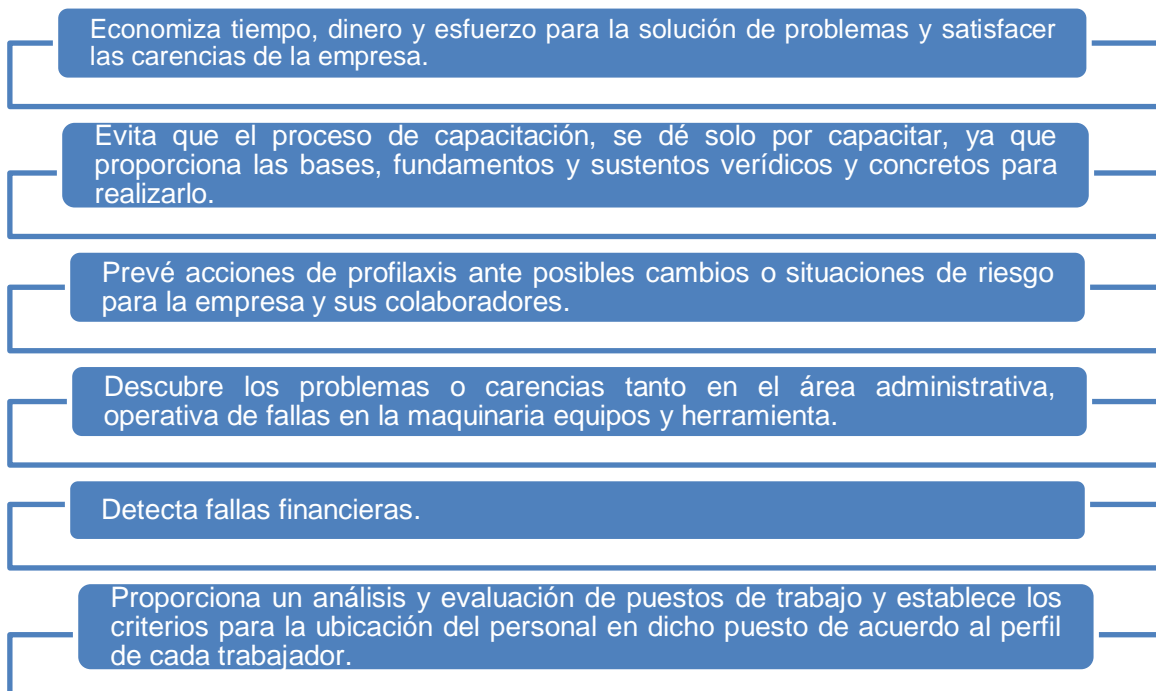 Economiza tiempo, dinero y esfuerzo para la solución de problemas y satisfacer
las carencias de la empresa.
Evita que el proceso de capacitación, se dé solo por capacitar, ya que
proporciona las bases, fundamentos y sustentos verídicos y concretos para
realizarlo.
Prevé acciones de profilaxis ante posibles cambios o situaciones de riesgo
para la empresa y sus colaboradores.
Descubre los problemas o carencias tanto en el área administrativa,
operativa de fallas en la maquinaria equipos y herramienta.
Detecta fallas financieras.
Proporciona un análisis y evaluación de puestos de trabajo y establece los
criterios para la ubicación del personal en dicho puesto de acuerdo al perfil
de cada trabajador.